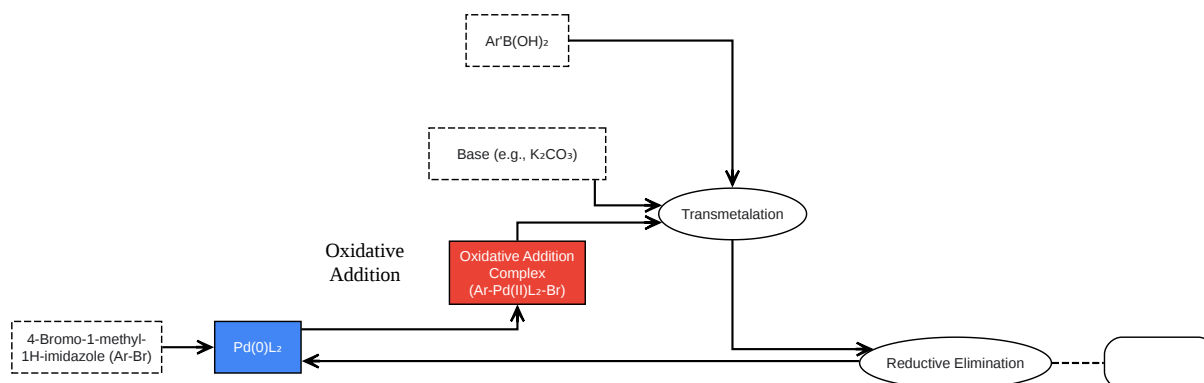 Ar'B(OH)₂
Base (e.g., K₂CO₃)
Transmetalation
Oxidative
Addition
Oxidative Addition
Complex
(Ar-Pd(II)L₂-Br)
4-Bromo-1-methyl-
1H-imidazole (Ar-Br)
Pd(0)L₂
Reductive Elimination